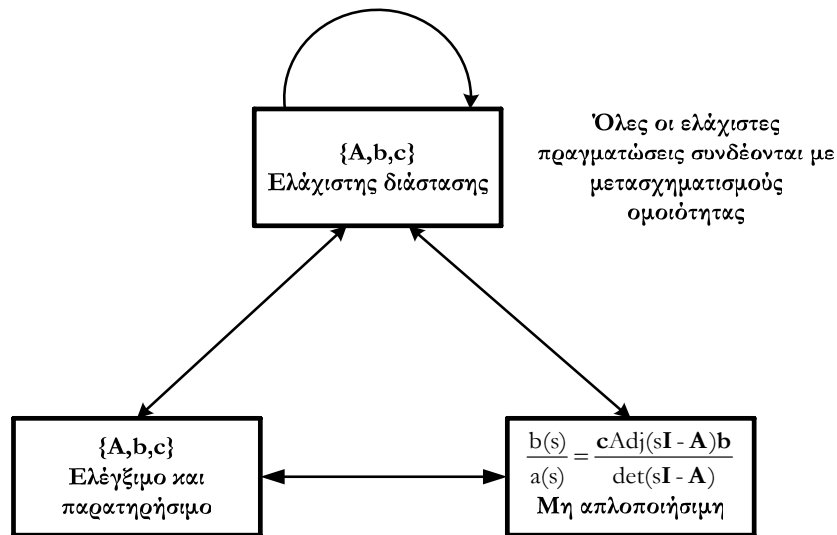 {A,b,c}
Ελάχιστης διάστασης
Όλες οι ελάχιστες
πραγματώσεις συνδέονται με
μετασχηματισμούς
ομοιότητας
{A,b,c}
Ελέγξιμο και
παρατηρήσιμο
b(s)/a(s) = cAdj(sI - A)b/det(sI - A)
Μη απλοποιήσιμη